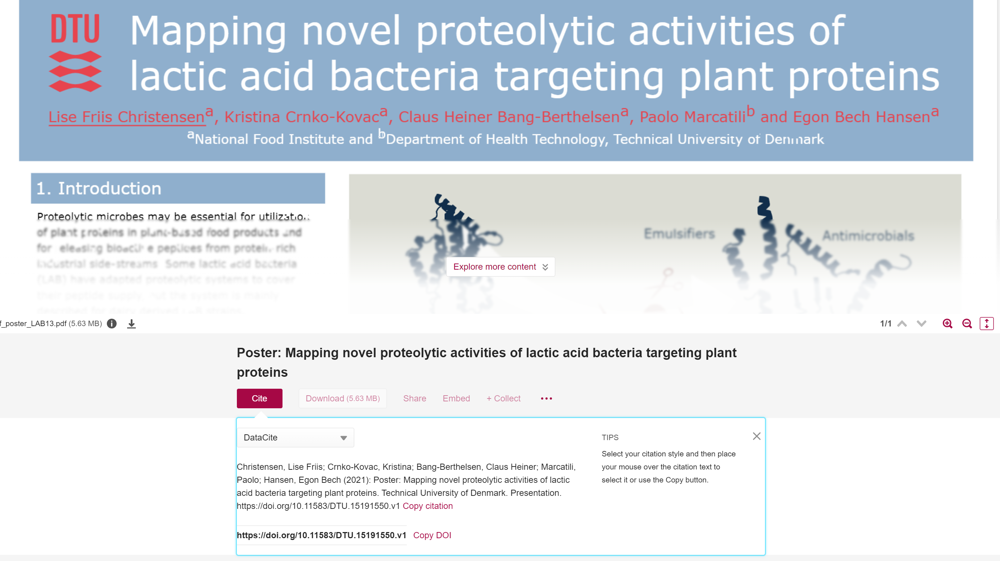 DTU
Mapping novel proteolytic activities of
lactic acid bacteria targeting plant proteins
Lise Friis Christensen^a, Kristina Crnko-Kovac^a, Claus Heiner Bang-Berthelsen^a, Paolo Marcatili^b and Egon Bech Hansen^a
^aNational Food Institute and ^bDepartment of Health Technology, Technical University of Denmark
1. Introduction
Proteolytic microbes may be essential for utilization
of plant proteins in plant-based food products and
for releasing bioactive peptides from protein-rich
industrial side-streams. Some lactic acid bacteria
(LAB) have adapted proteolytic systems to cover
their peptide supply, but the system is mainly
described for dairy derived LAB strains.
Emulsifiers
Antimicrobials
Explore more content
f_poster_LAB13.pdf (5.63 MB)
1/1
Poster: Mapping novel proteolytic activities of lactic acid bacteria targeting plant
proteins
Cite
Download (5.63 MB)
Share
Embed
+ Collect
DataCite
Christensen, Lise Friis; Crnko-Kovac, Kristina; Bang-Berthelsen, Claus Heiner; Marcatili,
Paolo; Hansen, Egon Bech (2021): Poster: Mapping novel proteolytic activities of lactic
acid bacteria targeting plant proteins. Technical University of Denmark. Presentation.
https://doi.org/10.11583/DTU.15191550.v1 Copy citation
https://doi.org/10.11583/DTU.15191550.v1 Copy DOI
TIPS
Select your citation style and then place
your mouse over the citation text to
select it or use the Copy button.